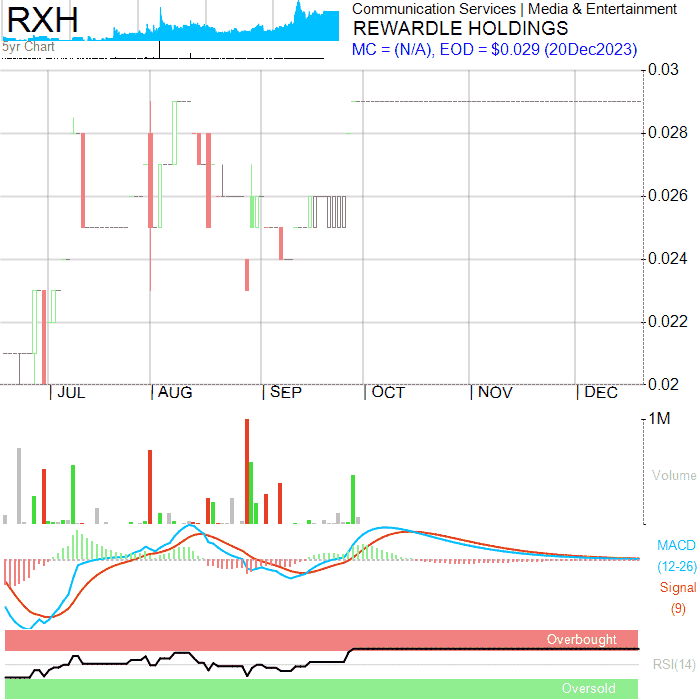 RXH
5yr Chart
Communication Services | Media & Entertainment
REWARDLE HOLDINGS
MC = (N/A), EOD = $0.029 (20Dec2023)
0.03
0.028
0.026
0.024
0.022
0.02
JUL AUG SEP OCT NOV DEC
1M
Volume
MACD
(12-26)
Signal
(9)
Overbought
RSI(14)
Oversold